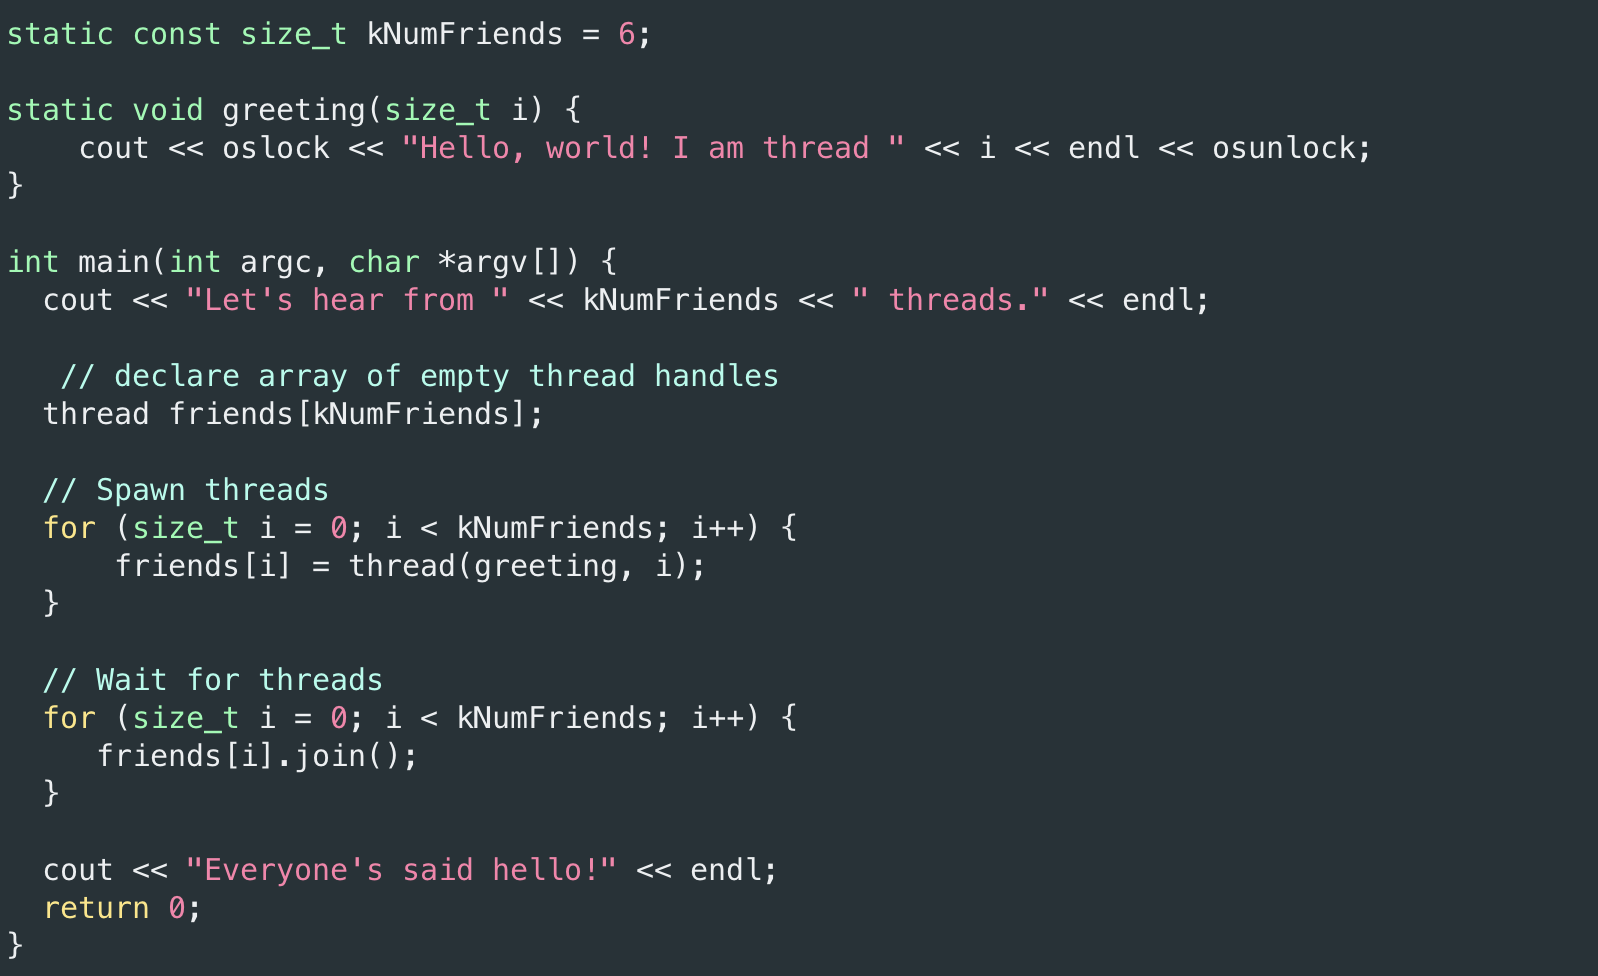 static const size_t kNumFriends = 6;
static void greeting(size_t i) {
cout << oslock << "Hello, world! I am thread " << i << endl << osunlock;
}
int main(int argc, char *argv[]) {
cout << "Let's hear from " << kNumFriends << " threads." << endl;
// declare array of empty thread handles
thread friends[kNumFriends];
// Spawn threads
for (size_t i = 0; i < kNumFriends; i++) {
friends[i] = thread(greeting, i);
}
// Wait for threads
for (size_t i = 0; i < kNumFriends; i++) {
friends[i].join();
}
cout << "Everyone's said hello!" << endl;
return 0;
}